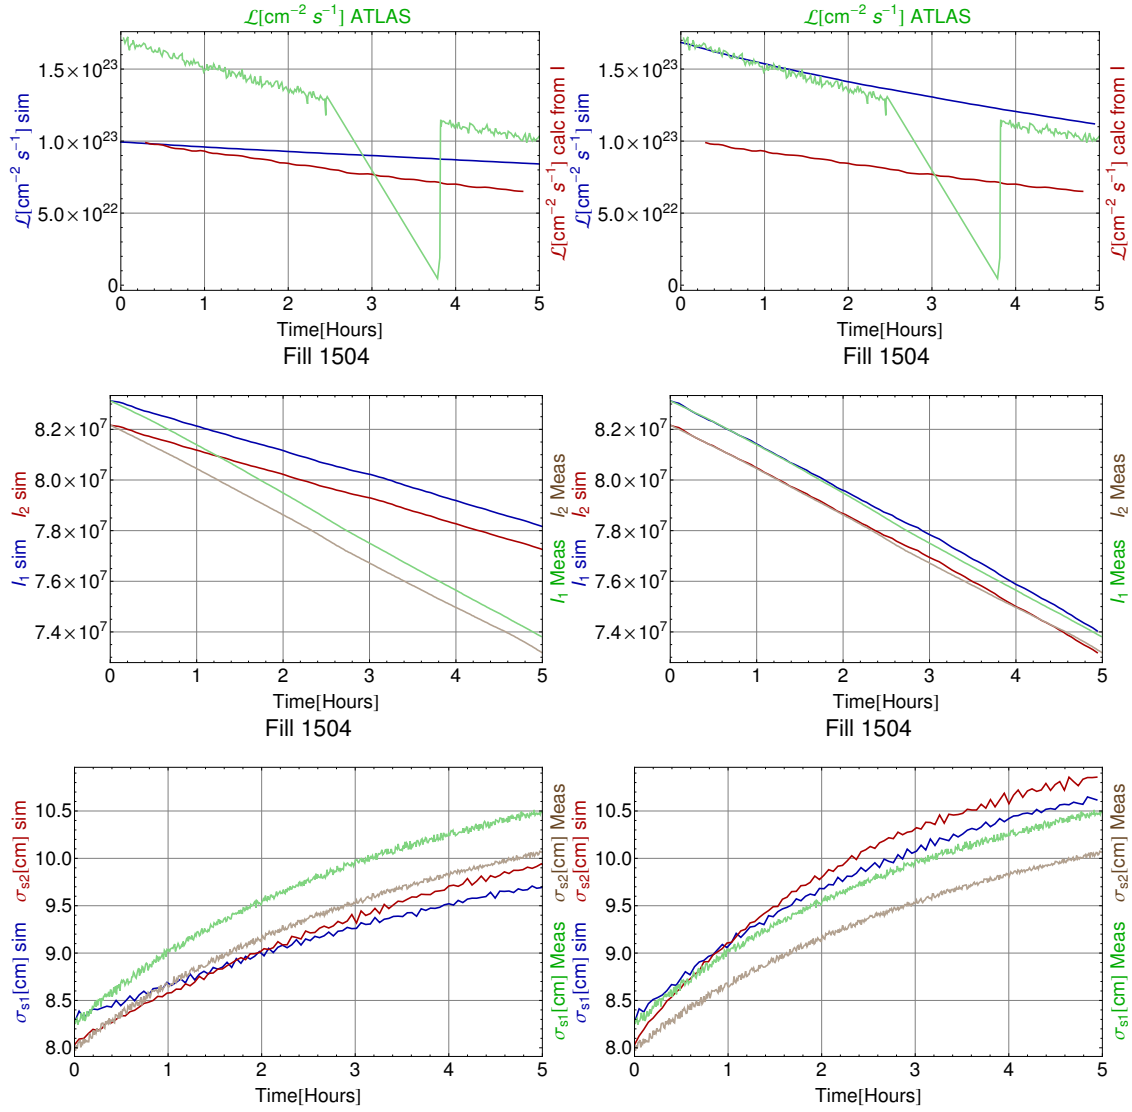 ℒ[cm⁻² s⁻¹] ATLAS
ℒ[cm⁻² s⁻¹] sim
1.5×10²³
1.0×10²³
5.0×10²²
0
0 1 2 3 4 5
Time[Hours]
ℒ[cm⁻² s⁻¹] calc from I
ℒ[cm⁻² s⁻¹] ATLAS
ℒ[cm⁻² s⁻¹] sim
1.5×10²³
1.0×10²³
5.0×10²²
0
0 1 2 3 4 5
Time[Hours]
ℒ[cm⁻² s⁻¹] calc from I
Fill 1504
I₁ sim I₂ sim
8.2×10⁷
8.0×10⁷
7.8×10⁷
7.6×10⁷
7.4×10⁷
0 1 2 3 4 5
Time[Hours]
I₁ Meas I₂ Meas
Fill 1504
I₁ sim I₂ sim
8.2×10⁷
8.0×10⁷
7.8×10⁷
7.6×10⁷
7.4×10⁷
0 1 2 3 4 5
Time[Hours]
I₁ Meas I₂ Meas
Fill 1504
σs1[cm] sim σs2[cm] sim
10.5
10.0
9.5
9.0
8.5
8.0
0 1 2 3 4 5
Time[Hours]
σs1[cm] Meas σs2[cm] Meas
Fill 1504
σs1[cm] sim σs2[cm] sim
10.5
10.0
9.5
9.0
8.5
8.0
0 1 2 3 4 5
Time[Hours]
σs1[cm] Meas σs2[cm] Meas